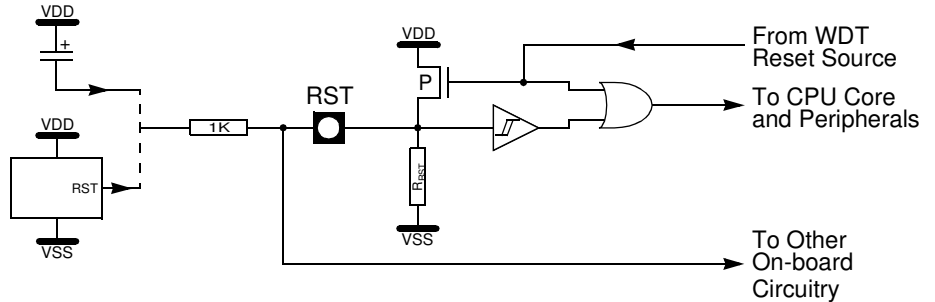 VDD
+
VDD
RST
VSS
1K
RST
VDD
P
RRST
VSS
From WDT
Reset Source
To CPU Core
and Peripherals
To Other
On-board
Circuitry